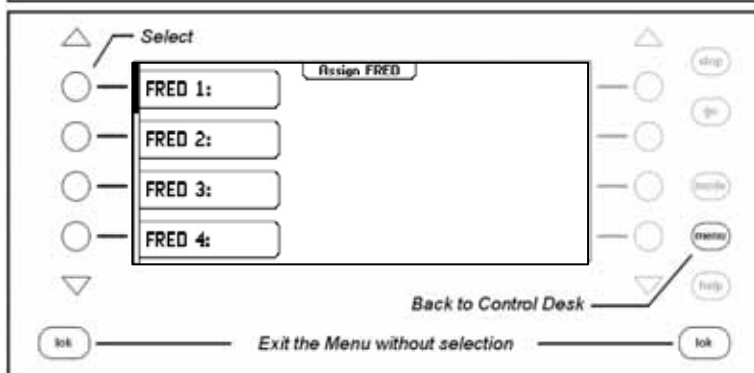 Select
Assign FRED
stop
FRED 1:
go
FRED 2:
FRED 3:
mode
FRED 4:
menu
help
Back to Control Desk
lok
Exit the Menu without selection
lok